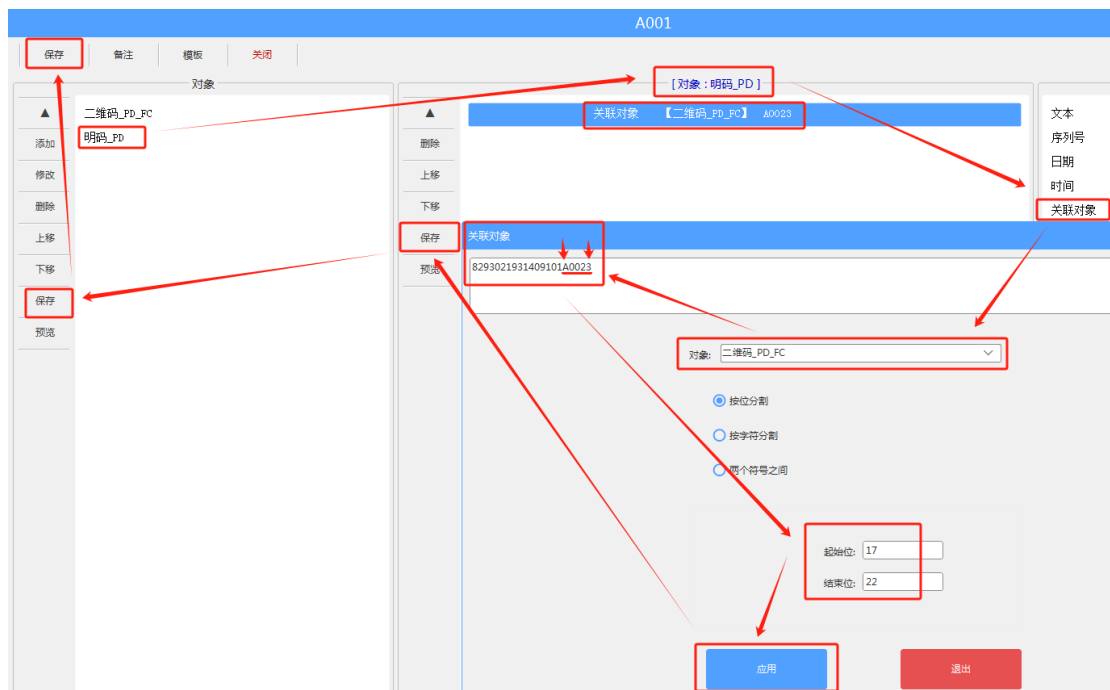 A001
保存 备注 模板 关闭
对象
▲
添加
修改
删除
上移
下移
保存
预览
二维码_PD_FC
明码_PD
[对象:明码_PD]
▲
删除
上移
下移
保存
预览
关联对象 【二维码_PD_FC】 A0023
文本
序列号
日期
时间
关联对象
关联对象
8293021931409101A0023
对象: 二维码_PD_FC
按位分割
按字符分割
两个符号之间
起始位: 17
结束位: 22
应用 退出